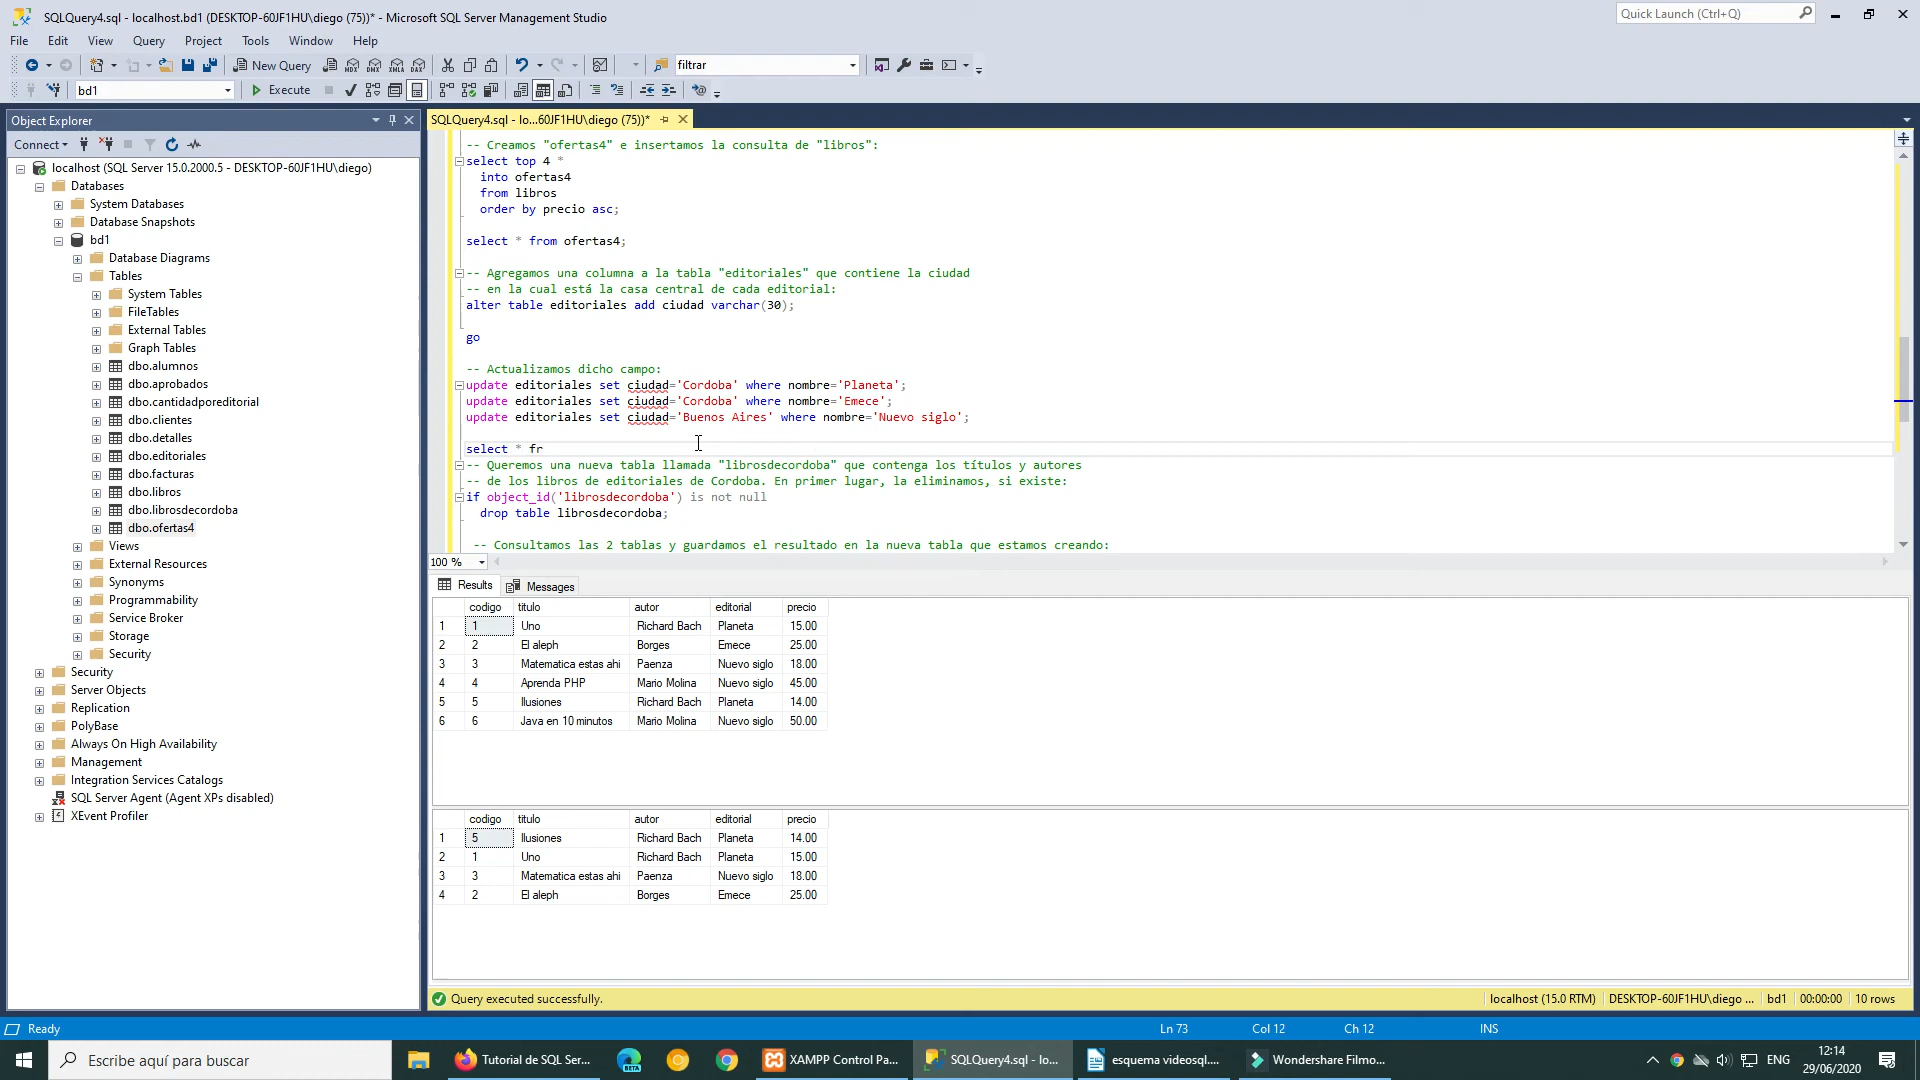 SQLQuery4.sql - localhost.bd1 (DESKTOP-60JF1HU\diego (75))* - Microsoft SQL Server Management Studio
Quick Launch (Ctrl+Q)
File Edit View Query Project Tools Window Help
New Query
filtrar
bd1
Execute
Object Explorer
SQLQuery4.sql - lo...60JF1HU\diego (75))*
Connect
localhost (SQL Server 15.0.2000.5 - DESKTOP-60JF1HU\diego)
Databases
System Databases
Database Snapshots
bd1
Database Diagrams
Tables
System Tables
FileTables
External Tables
Graph Tables
dbo.alumnos
dbo.aprobados
dbo.cantidadporeditorial
dbo.clientes
dbo.detalles
dbo.editoriales
dbo.facturas
dbo.libros
dbo.librosdecordoba
dbo.ofertas4
Views
External Resources
Synonyms
Programmability
Service Broker
Storage
Security
Security
Server Objects
Replication
PolyBase
Always On High Availability
Management
Integration Services Catalogs
SQL Server Agent (Agent XPs disabled)
XEvent Profiler
-- Creamos "ofertas4" e insertamos la consulta de "libros":
select top 4 *
into ofertas4
from libros
order by precio asc;
select * from ofertas4;
-- Agregamos una columna a la tabla "editoriales" que contiene la ciudad
-- en la cual está la casa central de cada editorial:
alter table editoriales add ciudad varchar(30);
go
-- Actualizamos dicho campo:
update editoriales set ciudad='Cordoba' where nombre='Planeta';
update editoriales set ciudad='Cordoba' where nombre='Emece';
update editoriales set ciudad='Buenos Aires' where nombre='Nuevo siglo';
select * fr
-- Queremos una nueva tabla llamada "librosdecordoba" que contenga los títulos y autores
-- de los libros de editoriales de Cordoba. En primer lugar, la eliminamos, si existe:
if object_id('librosdecordoba') is not null
drop table librosdecordoba;
-- Consultamos las 2 tablas y guardamos el resultado en la nueva tabla que estamos creando:
100 %
Results Messages
codigo titulo autor editorial precio
1 1 Uno Richard Bach Planeta 15.00
2 2 El aleph Borges Emece 25.00
3 3 Matematica estas ahi Paenza Nuevo siglo 18.00
4 4 Aprenda PHP Mario Molina Nuevo siglo 45.00
5 5 Ilusiones Richard Bach Planeta 14.00
6 6 Java en 10 minutos Mario Molina Nuevo siglo 50.00
codigo titulo autor editorial precio
1 5 Ilusiones Richard Bach Planeta 14.00
2 1 Uno Richard Bach Planeta 15.00
3 3 Matematica estas ahi Paenza Nuevo siglo 18.00
4 2 El aleph Borges Emece 25.00
Query executed successfully.
localhost (15.0 RTM) DESKTOP-60JF1HU\diego ... bd1 00:00:00 10 rows
Ready
Ln 73 Col 12 Ch 12 INS
Escribe aquí para buscar
BETA
Tutorial de SQL Ser...
XAMPP Control Pa...
SQLQuery4.sql - lo...
esquema videosql....
Wondershare Filmo...
ENG
12:14
29/06/2020